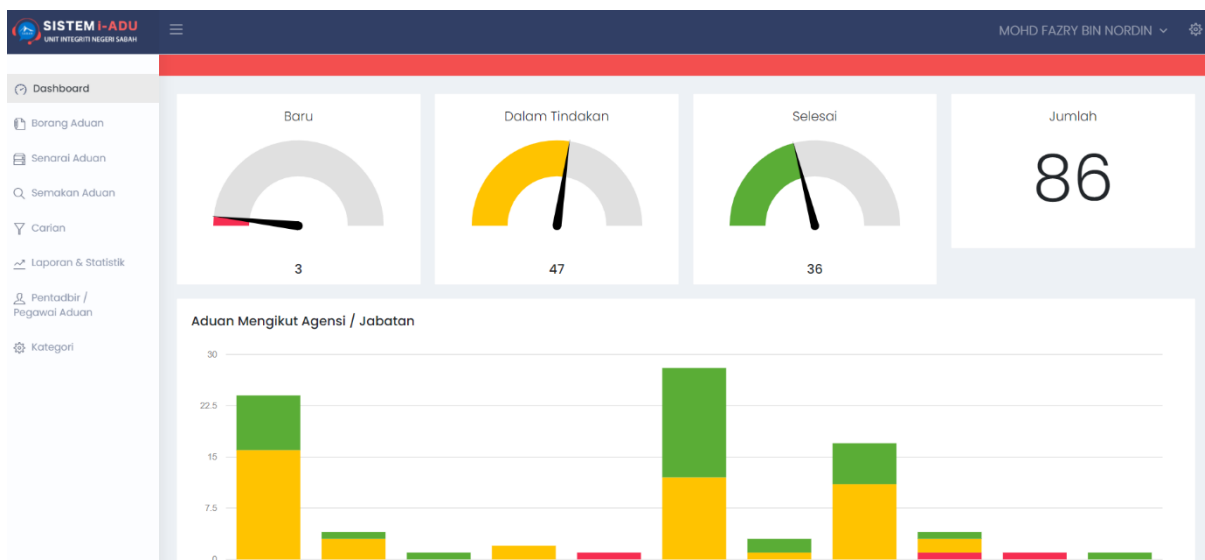 SISTEM i-ADU
UNIT INTEGRITI NEGERI SABAH
MOHD FAZRY BIN NORDIN
Dashboard
Borang Aduan
Senarai Aduan
Semakan Aduan
Carian
Laporan & Statistik
Pentadbir /
Pegawai Aduan
Kategori
Baru
3
Dalam Tindakan
47
Selesai
36
Jumlah
86
Aduan Mengikut Agensi / Jabatan
30
22.5
15
7.5
0